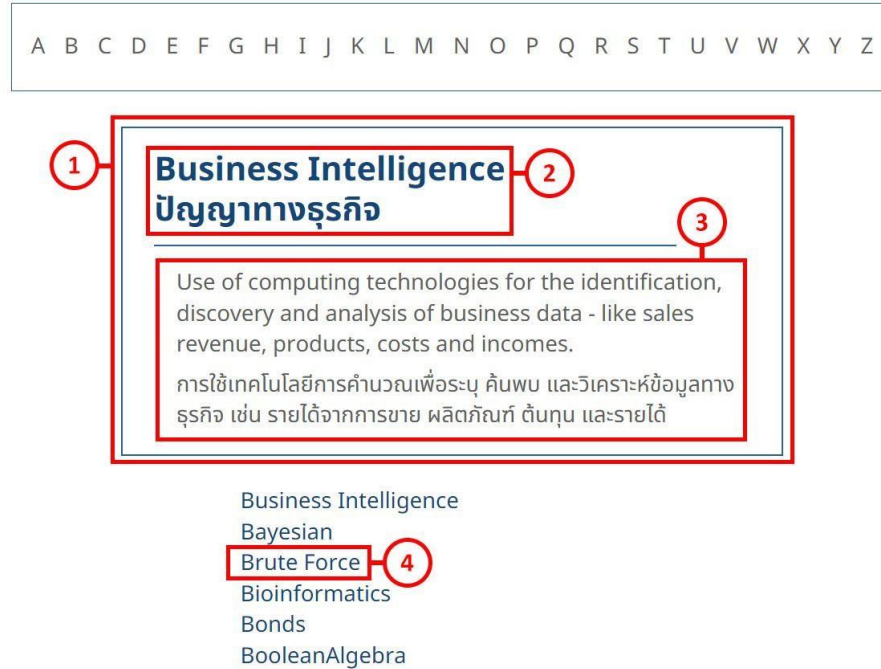 A B C D E F G H I J K L M N O P Q R S T U V W X Y Z
1
Business Intelligence
2
ปัญญาทางธุรกิจ
3
Use of computing technologies for the identification,
discovery and analysis of business data - like sales
revenue, products, costs and incomes.
การใช้เทคโนโลยีการคำนวณเพื่อระบุ ค้นพบ และวิเคราะห์ข้อมูลทาง
ธุรกิจ เช่น รายได้จากการขาย ผลิตภัณฑ์ ต้นทุน และรายได้
Business Intelligence
Bayesian
Brute Force
4
Bioinformatics
Bonds
BooleanAlgebra